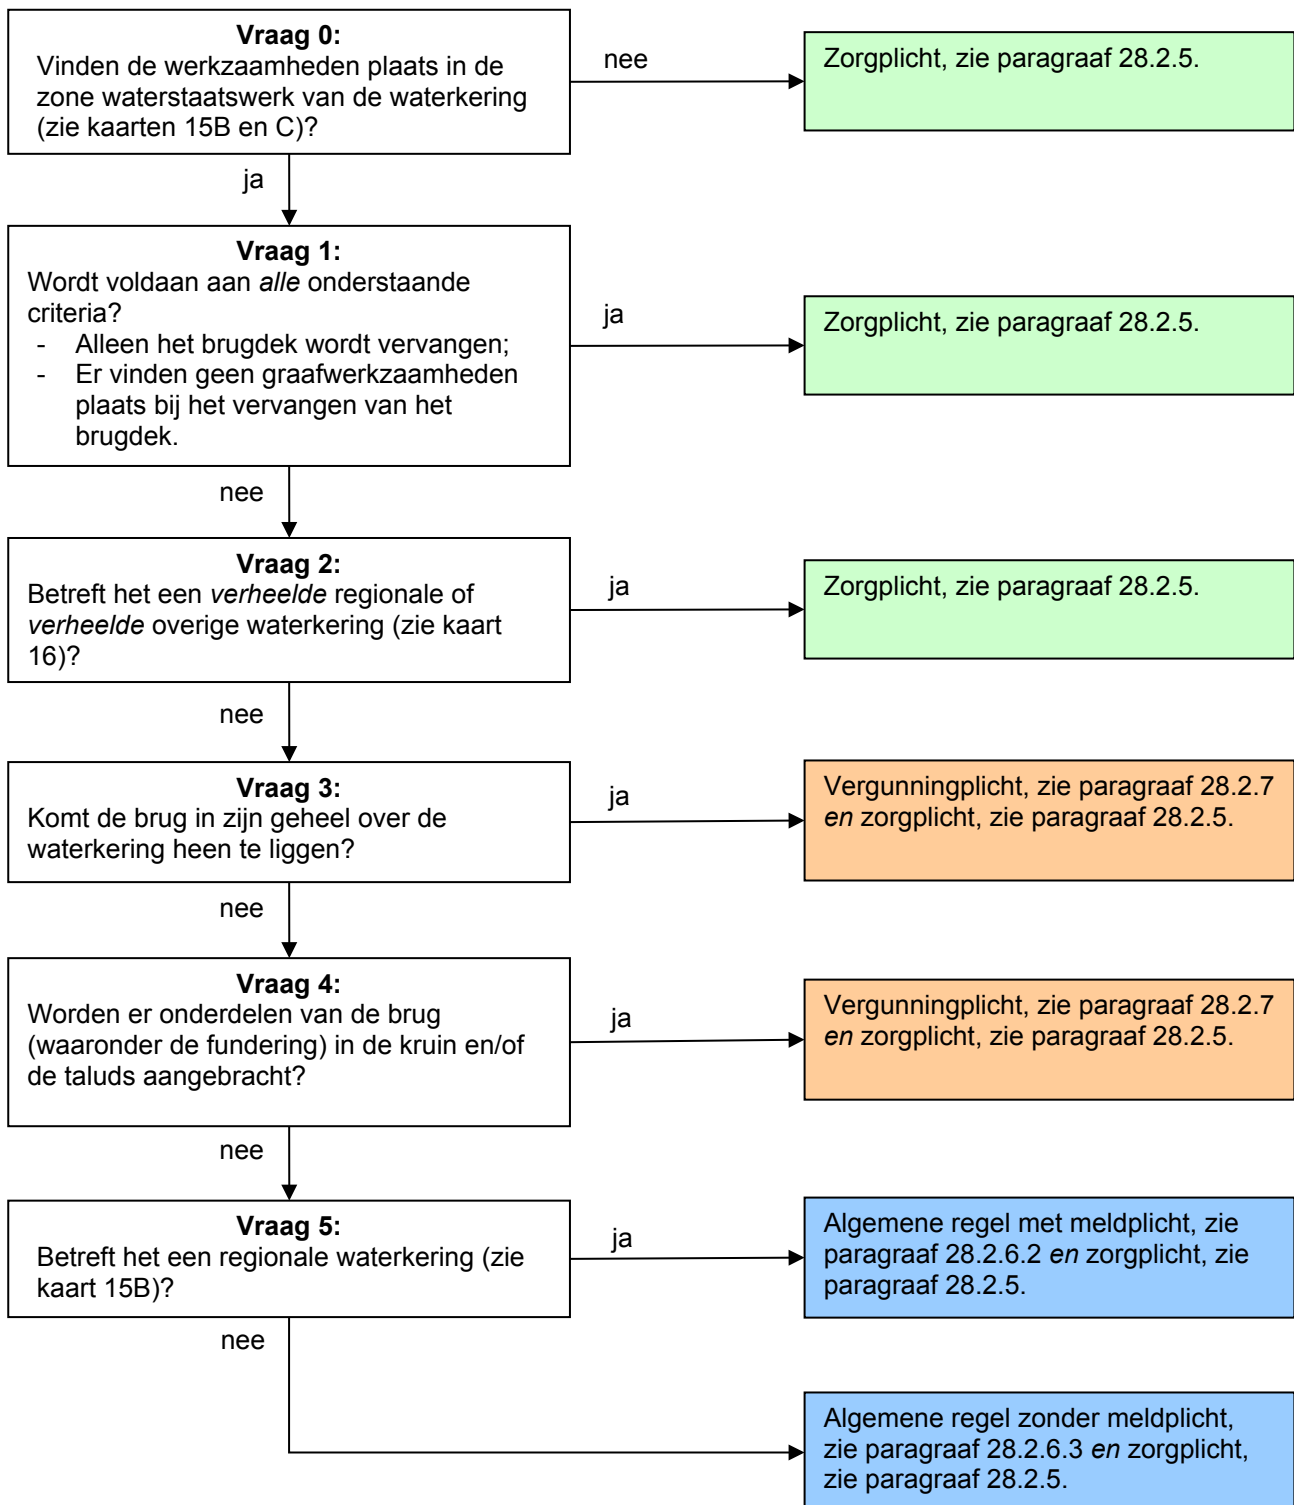 Vraag 0:
Vinden de werkzaamheden plaats in de
zone waterstaatswerk van de waterkering
(zie kaarten 15B en C)?
nee
Zorgplicht, zie paragraaf 28.2.5.
ja
Vraag 1:
Wordt voldaan aan alle onderstaande
criteria?
- Alleen het brugdek wordt vervangen;
- Er vinden geen graafwerkzaamheden
plaats bij het vervangen van het
brugdek.
ja
Zorgplicht, zie paragraaf 28.2.5.
nee
Vraag 2:
Betreft het een verheelde regionale of
verheelde overige waterkering (zie kaart
16)?
ja
Zorgplicht, zie paragraaf 28.2.5.
nee
Vraag 3:
Komt de brug in zijn geheel over de
waterkering heen te liggen?
ja
Vergunningplicht, zie paragraaf 28.2.7
en zorgplicht, zie paragraaf 28.2.5.
nee
Vraag 4:
Worden er onderdelen van de brug
(waaronder de fundering) in de kruin en/of
de taluds aangebracht?
ja
Vergunningplicht, zie paragraaf 28.2.7
en zorgplicht, zie paragraaf 28.2.5.
nee
Vraag 5:
Betreft het een regionale waterkering (zie
kaart 15B)?
ja
Algemene regel met meldplicht, zie
paragraaf 28.2.6.2 en zorgplicht, zie
paragraaf 28.2.5.
nee
Algemene regel zonder meldplicht,
zie paragraaf 28.2.6.3 en zorgplicht,
zie paragraaf 28.2.5.